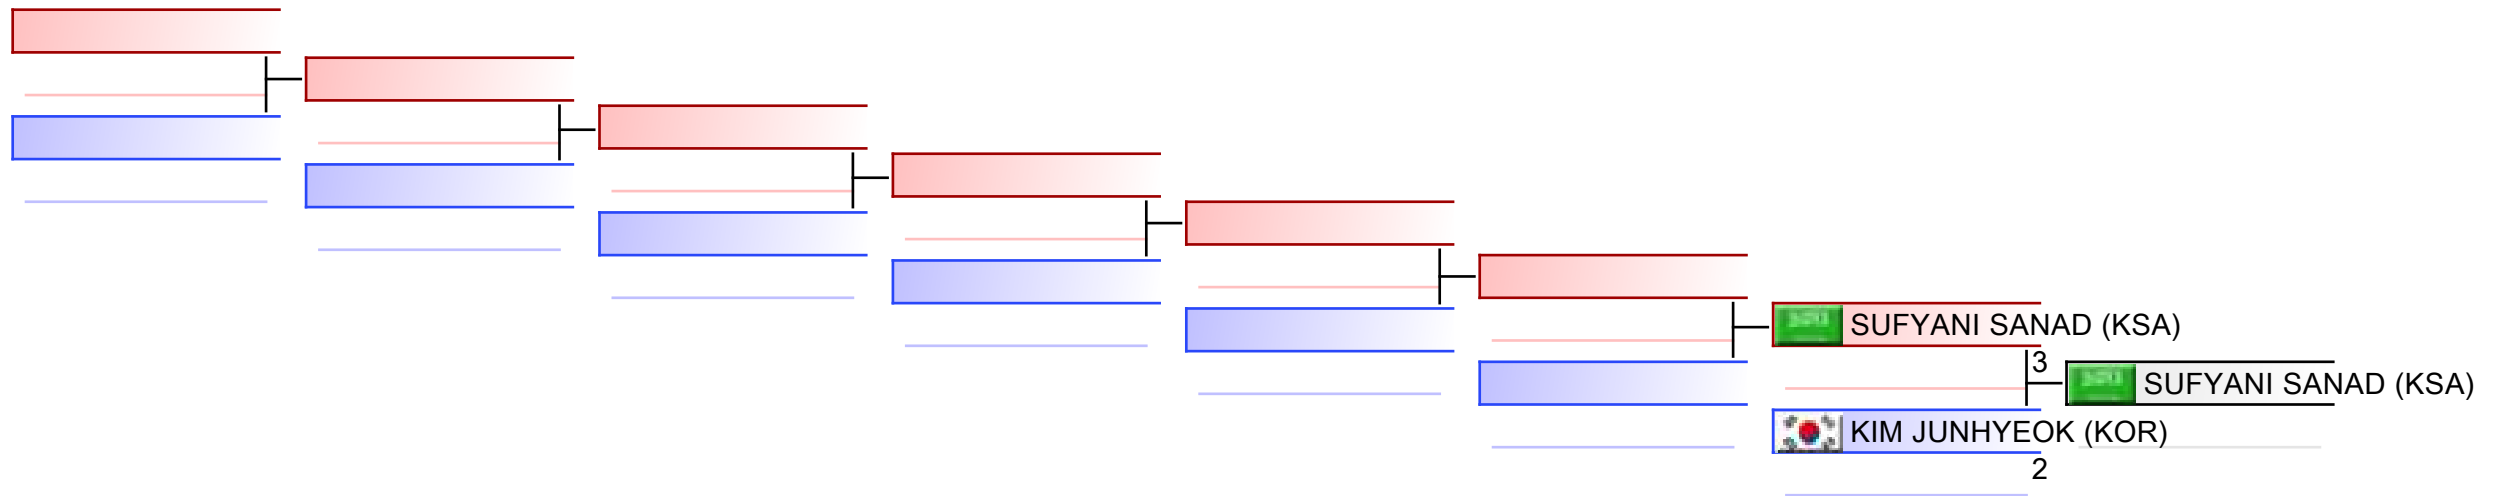 SUFYANI SANAD (KSA)
3
SUFYANI SANAD (KSA)
KIM JUNHYEOK (KOR)
2